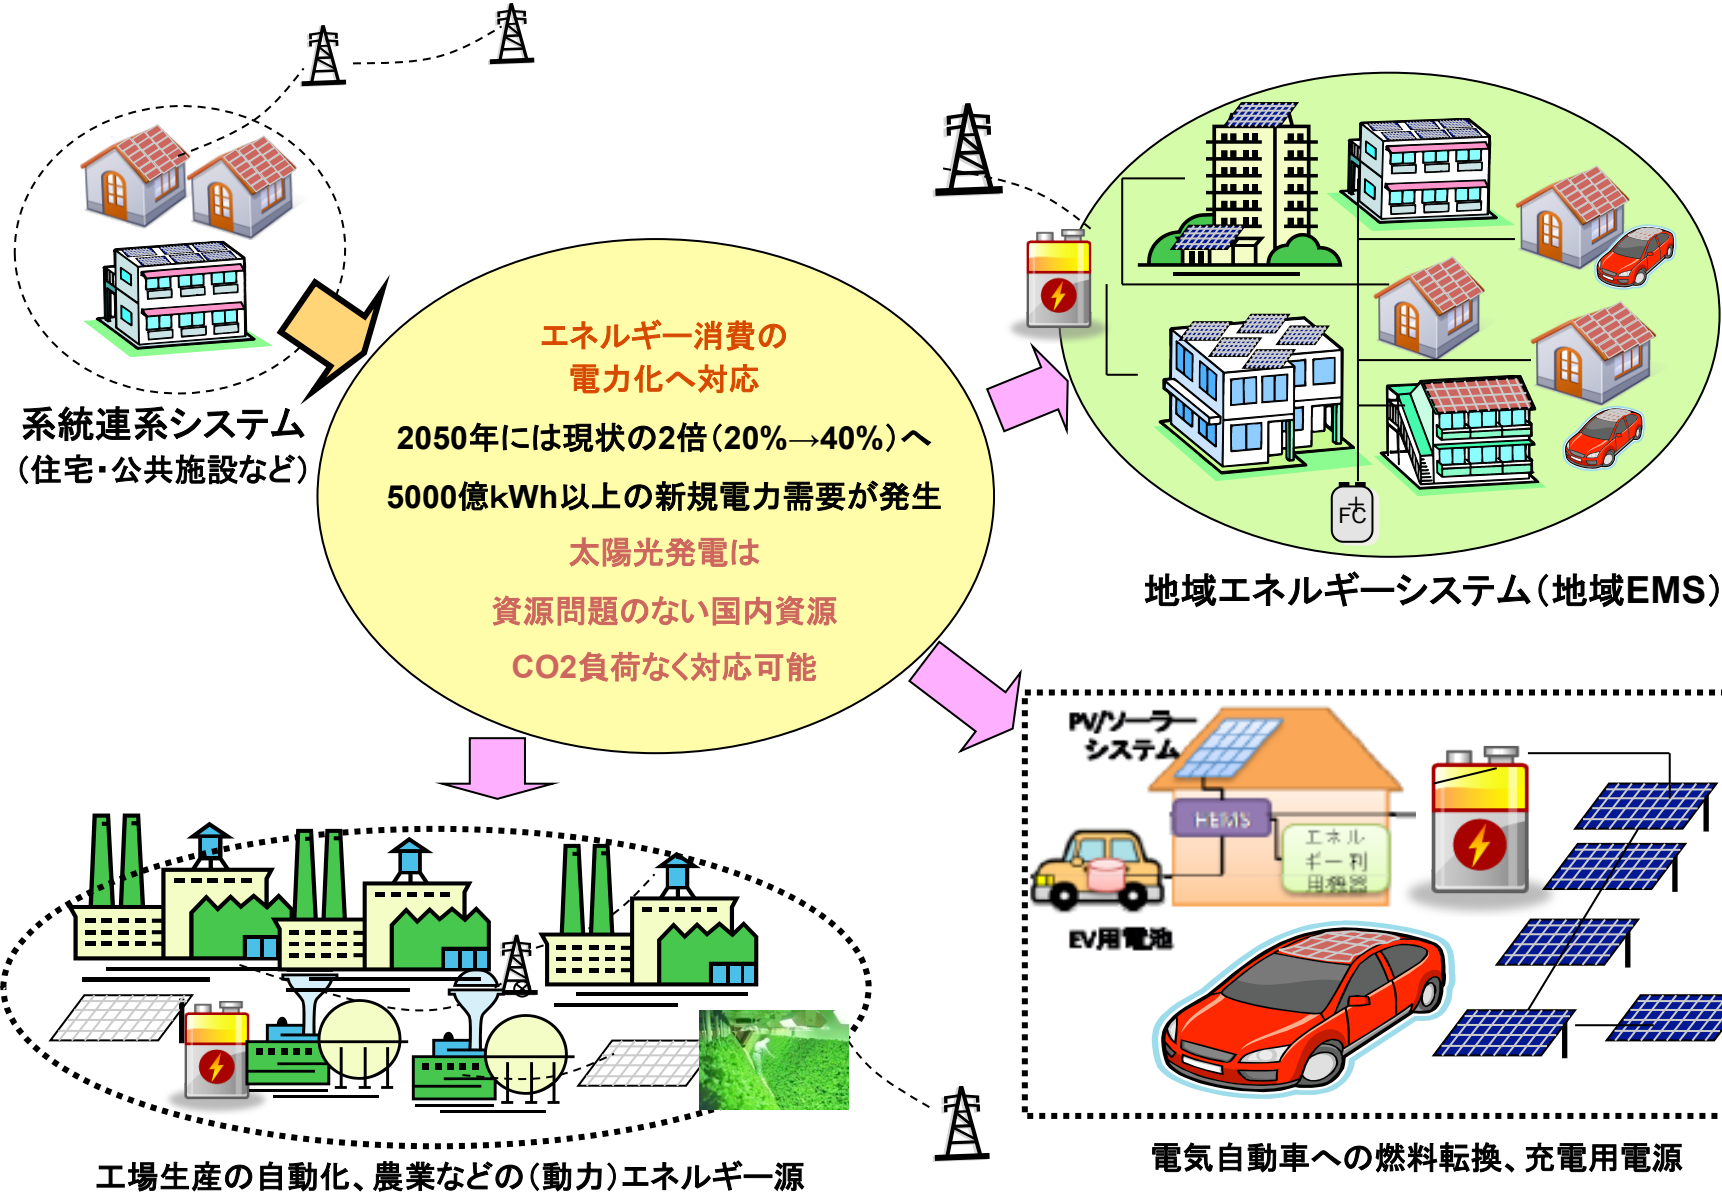 系統連系システム
（住宅・公共施設など）
エネルギー消費の
電力化へ対応
2050年には現状の2倍（20%→40%）へ
5000億kWh以上の新規電力需要が発生
太陽光発電は
資源問題のない国内資源
CO2負荷なく対応可能
FC
地域エネルギーシステム（地域EMS）
PV/ソーラー
システム
HEMS
エネル
ギー利
用機器
EV用電池
電気自動車への燃料転換、充電用電源
工場生産の自動化、農業などの（動力）エネルギー源